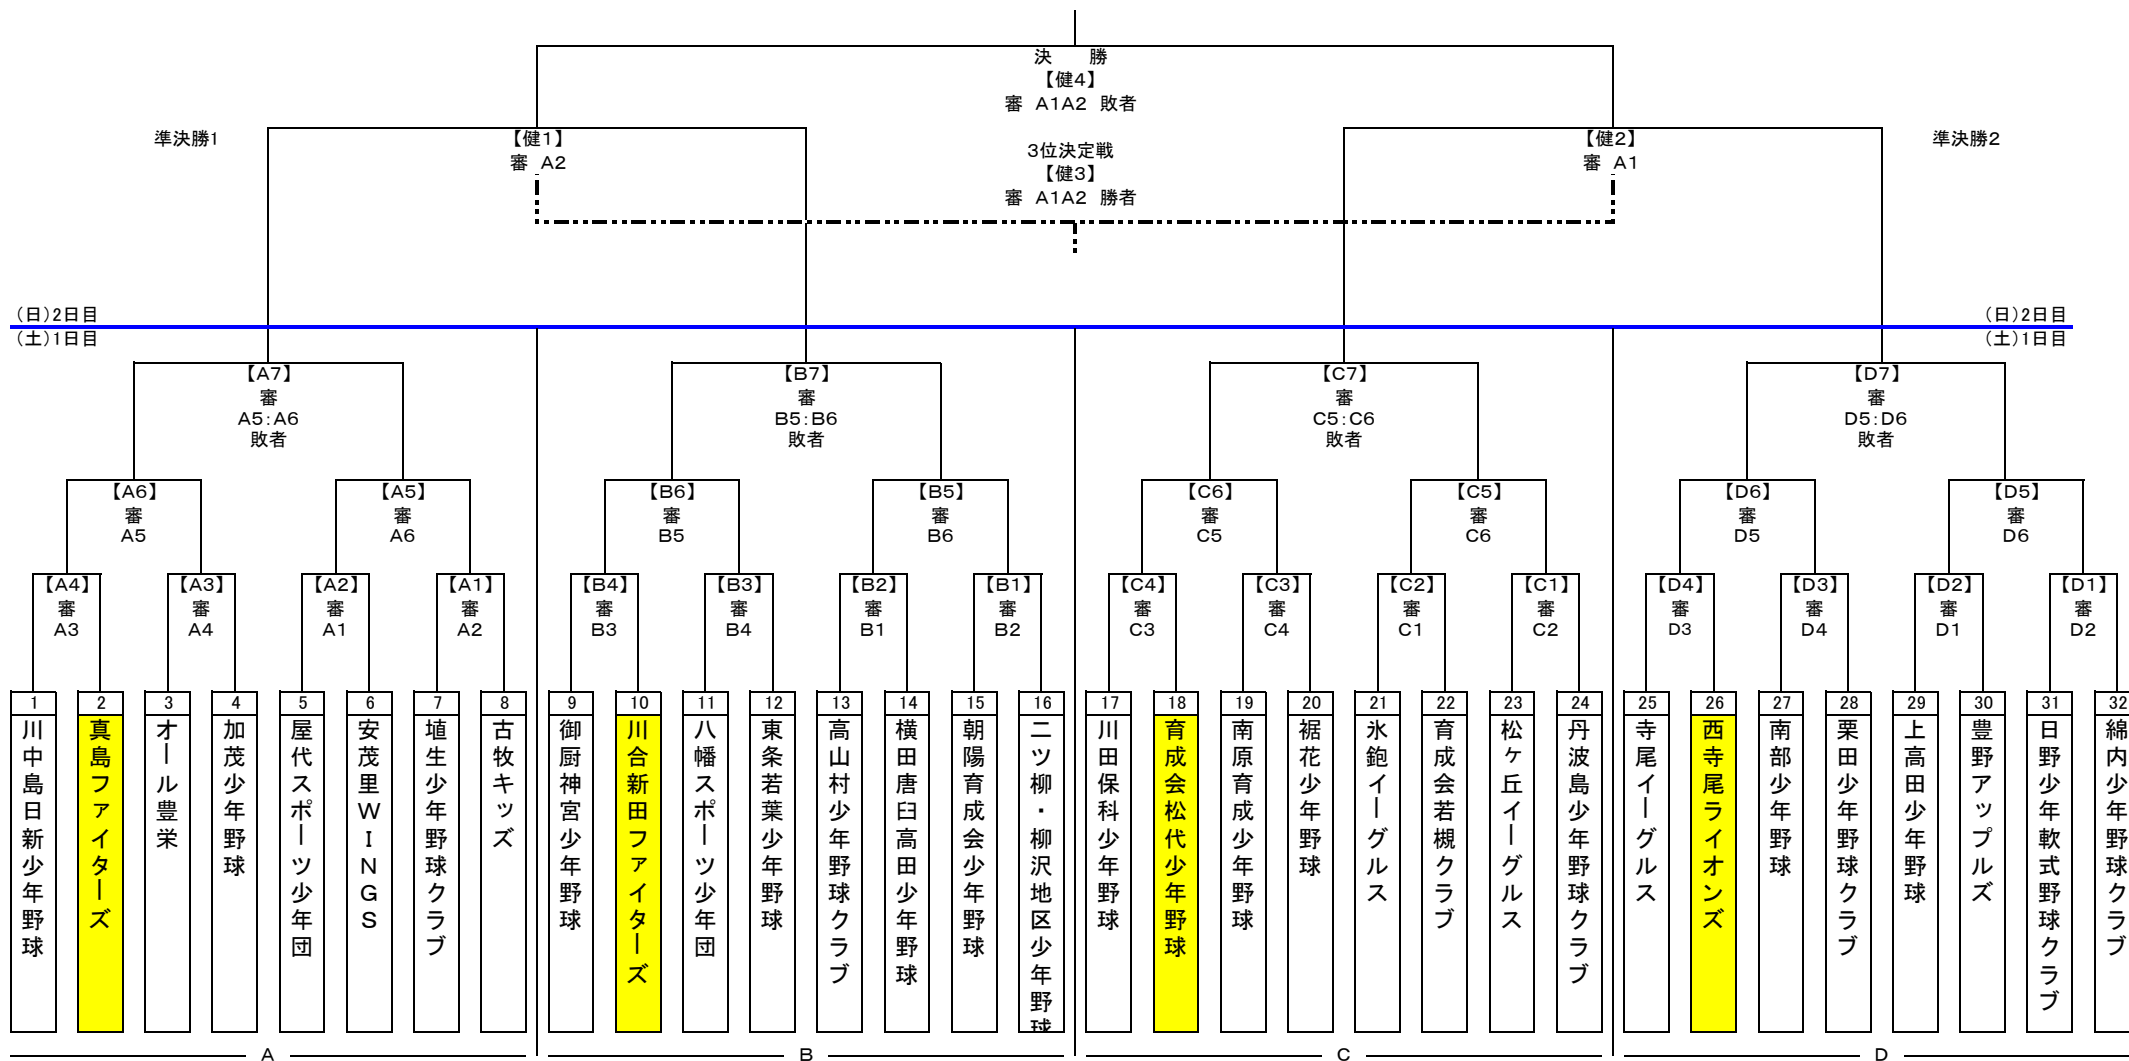 決 勝
【健4】
審 A1A2 敗者
準決勝1
【健1】
審 A2
3位決定戦
【健3】
審 A1A2 勝者
【健2】
審 A1
準決勝2
(日)2日目
(日)2日目
(土)1日目
(土)1日目
【A7】
審
A5:A6
敗者
【B7】
審
B5:B6
敗者
【C7】
審
C5:C6
敗者
【D7】
審
D5:D6
敗者
【A6】
審
A5
【A5】
審
A6
【B6】
審
B5
【B5】
審
B6
【C6】
審
C5
【C5】
審
C6
【D6】
審
D5
【D5】
審
D6
【A4】
審
A3
【A3】
審
A4
【A2】
審
A1
【A1】
審
A2
【B4】
審
B3
【B3】
審
B4
【B2】
審
B1
【B1】
審
B2
【C4】
審
C3
【C3】
審
C4
【C2】
審
C1
【C1】
審
C2
【D4】
審
D3
【D3】
審
D4
【D2】
審
D1
【D1】
審
D2
1
川中島日新少年野球
2
真島ファイターズ
3
オール豊栄
4
加茂少年野球
5
屋代スポーツ少年団
6
安茂里WINGS
7
埴生少年野球クラブ
8
古牧キッズ
9
御厨神宮少年野球
10
川合新田ファイターズ
11
八幡スポーツ少年団
12
東条若葉少年野球
13
高山村少年野球クラブ
14
横田唐臼高田少年野球
15
朝陽育成会少年野球
16
二ツ柳・柳沢地区少年野球
17
川田保科少年野球
18
育成会松代少年野球
19
南原育成少年野球
20
裾花少年野球
21
氷鉋イーグルス
22
育成会若槻クラブ
23
松ヶ丘イーグルス
24
丹波島少年野球クラブ
25
寺尾イーグルス
26
西寺尾ライオンズ
27
南部少年野球
28
栗田少年野球クラブ
29
上高田少年野球
30
豊野アップルズ
31
日野少年軟式野球クラブ
32
綿内少年野球クラブ
A
B
C
D